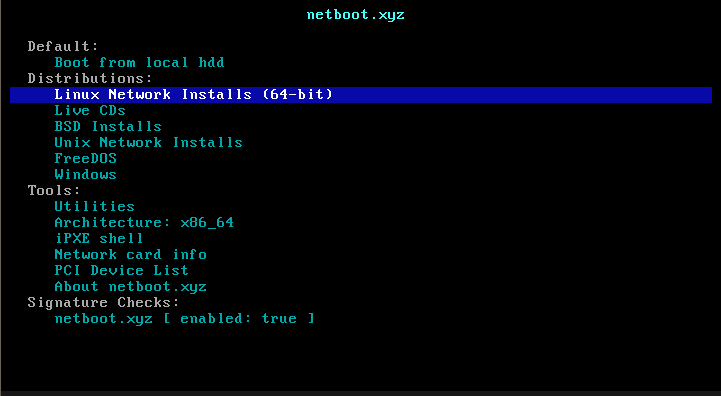 netboot.xyz
Default:
Boot from local hdd
Distributions:
Linux Network Installs (64-bit)
Live CDs
BSD Installs
Unix Network Installs
FreeDOS
Windows
Tools:
Utilities
Architecture: x86_64
iPXE shell
Network card info
PCI Device List
About netboot.xyz
Signature Checks:
netboot.xyz [ enabled: true ]